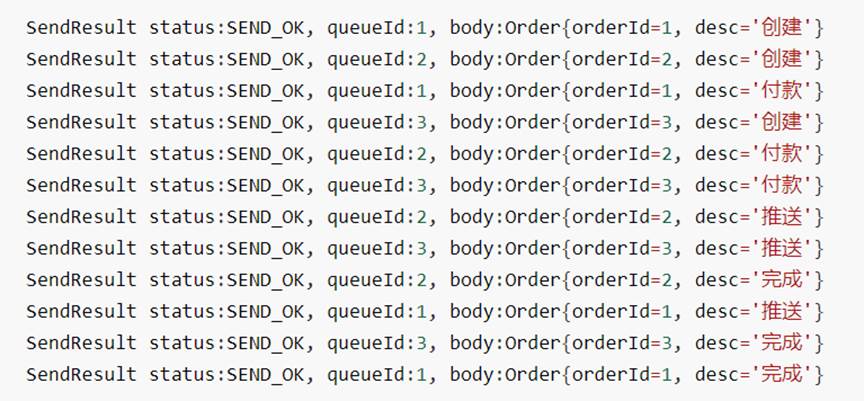 SendResult status:SEND_OK, queueId:1, body:Order{orderId=1, desc='创建'}
SendResult status:SEND_OK, queueId:2, body:Order{orderId=2, desc='创建'}
SendResult status:SEND_OK, queueId:1, body:Order{orderId=1, desc='付款'}
SendResult status:SEND_OK, queueId:3, body:Order{orderId=3, desc='创建'}
SendResult status:SEND_OK, queueId:2, body:Order{orderId=2, desc='付款'}
SendResult status:SEND_OK, queueId:3, body:Order{orderId=3, desc='付款'}
SendResult status:SEND_OK, queueId:2, body:Order{orderId=2, desc='推送'}
SendResult status:SEND_OK, queueId:3, body:Order{orderId=3, desc='推送'}
SendResult status:SEND_OK, queueId:2, body:Order{orderId=2, desc='完成'}
SendResult status:SEND_OK, queueId:1, body:Order{orderId=1, desc='推送'}
SendResult status:SEND_OK, queueId:3, body:Order{orderId=3, desc='完成'}
SendResult status:SEND_OK, queueId:1, body:Order{orderId=1, desc='完成'}